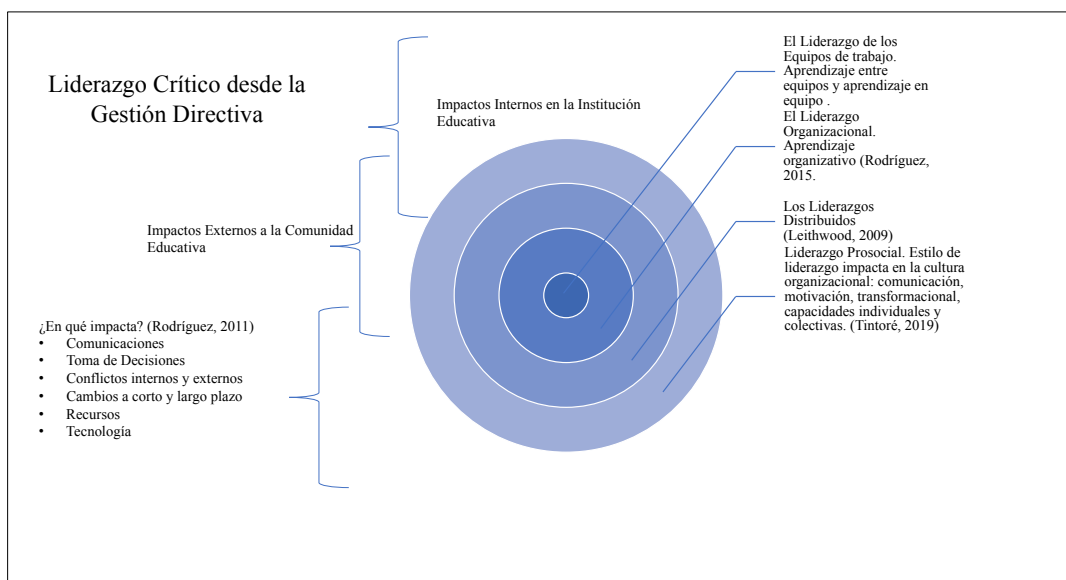 Liderazgo Crítico desde la
Gestión Directiva
Impactos Internos en la Institución
Educativa
Impactos Externos a la Comunidad
Educativa
¿En qué impacta? (Rodríguez, 2011)
• Comunicaciones
• Toma de Decisiones
• Conflictos internos y externos
• Cambios a corto y largo plazo
• Recursos
• Tecnología
El Liderazgo de los
Equipos de trabajo.
Aprendizaje entre
equipos y aprendizaje en
equipo .
El Liderazgo
Organizacional.
Aprendizaje
organizativo (Rodríguez,
2015.
Los Liderazgos
Distribuidos
(Leithwood, 2009)
Liderazgo Prosocial. Estilo de
liderazgo impacta en la cultura
organizacional: comunicación,
motivación, transformacional,
capacidades individuales y
colectivas. (Tintoré, 2019)